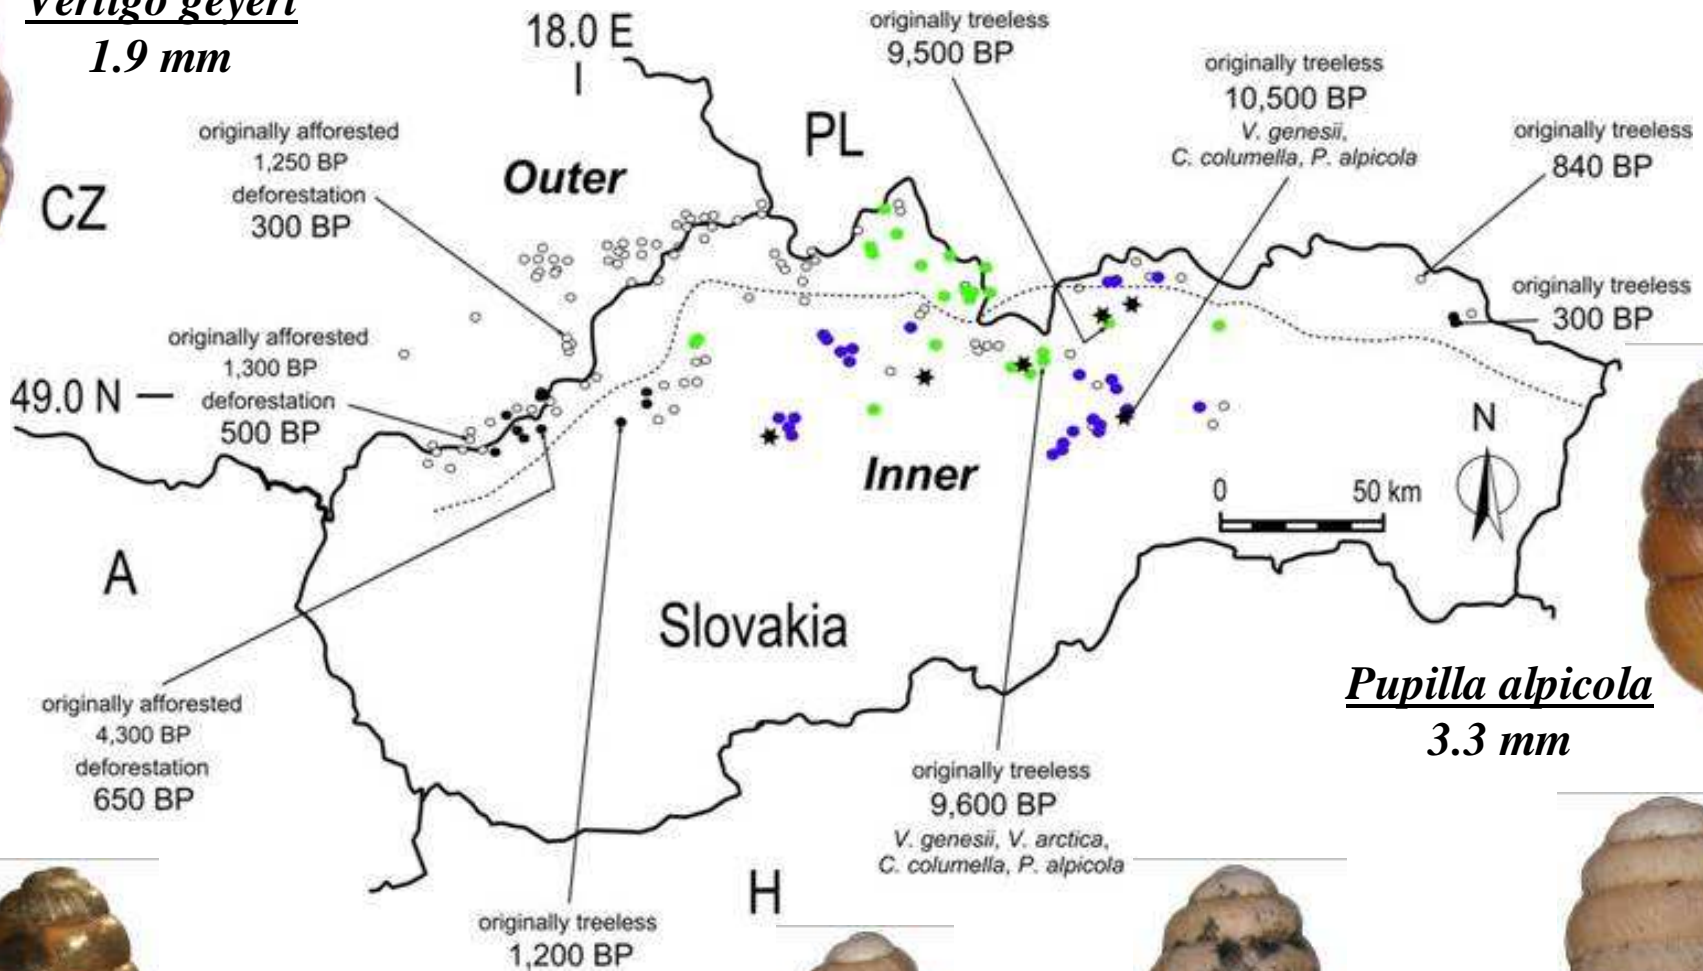 Vertigo geyeri
1.9 mm
18.0 E
originally treeless
9,500 BP
originally treeless
10,500 BP
V. genesii,
C. columella, P. alpicola
originally treeless
840 BP
PL
originally afforested
1,250 BP
deforestation
300 BP
Outer
CZ
originally treeless
300 BP
originally afforested
1,300 BP
deforestation
500 BP
49.0 N
N
Inner
0 50 km
A
Slovakia
originally afforested
4,300 BP
deforestation
650 BP
Pupilla alpicola
3.3 mm
originally treeless
9,600 BP
V. genesii, V. arctica,
C. columella, P. alpicola
H
originally treeless
1,200 BP